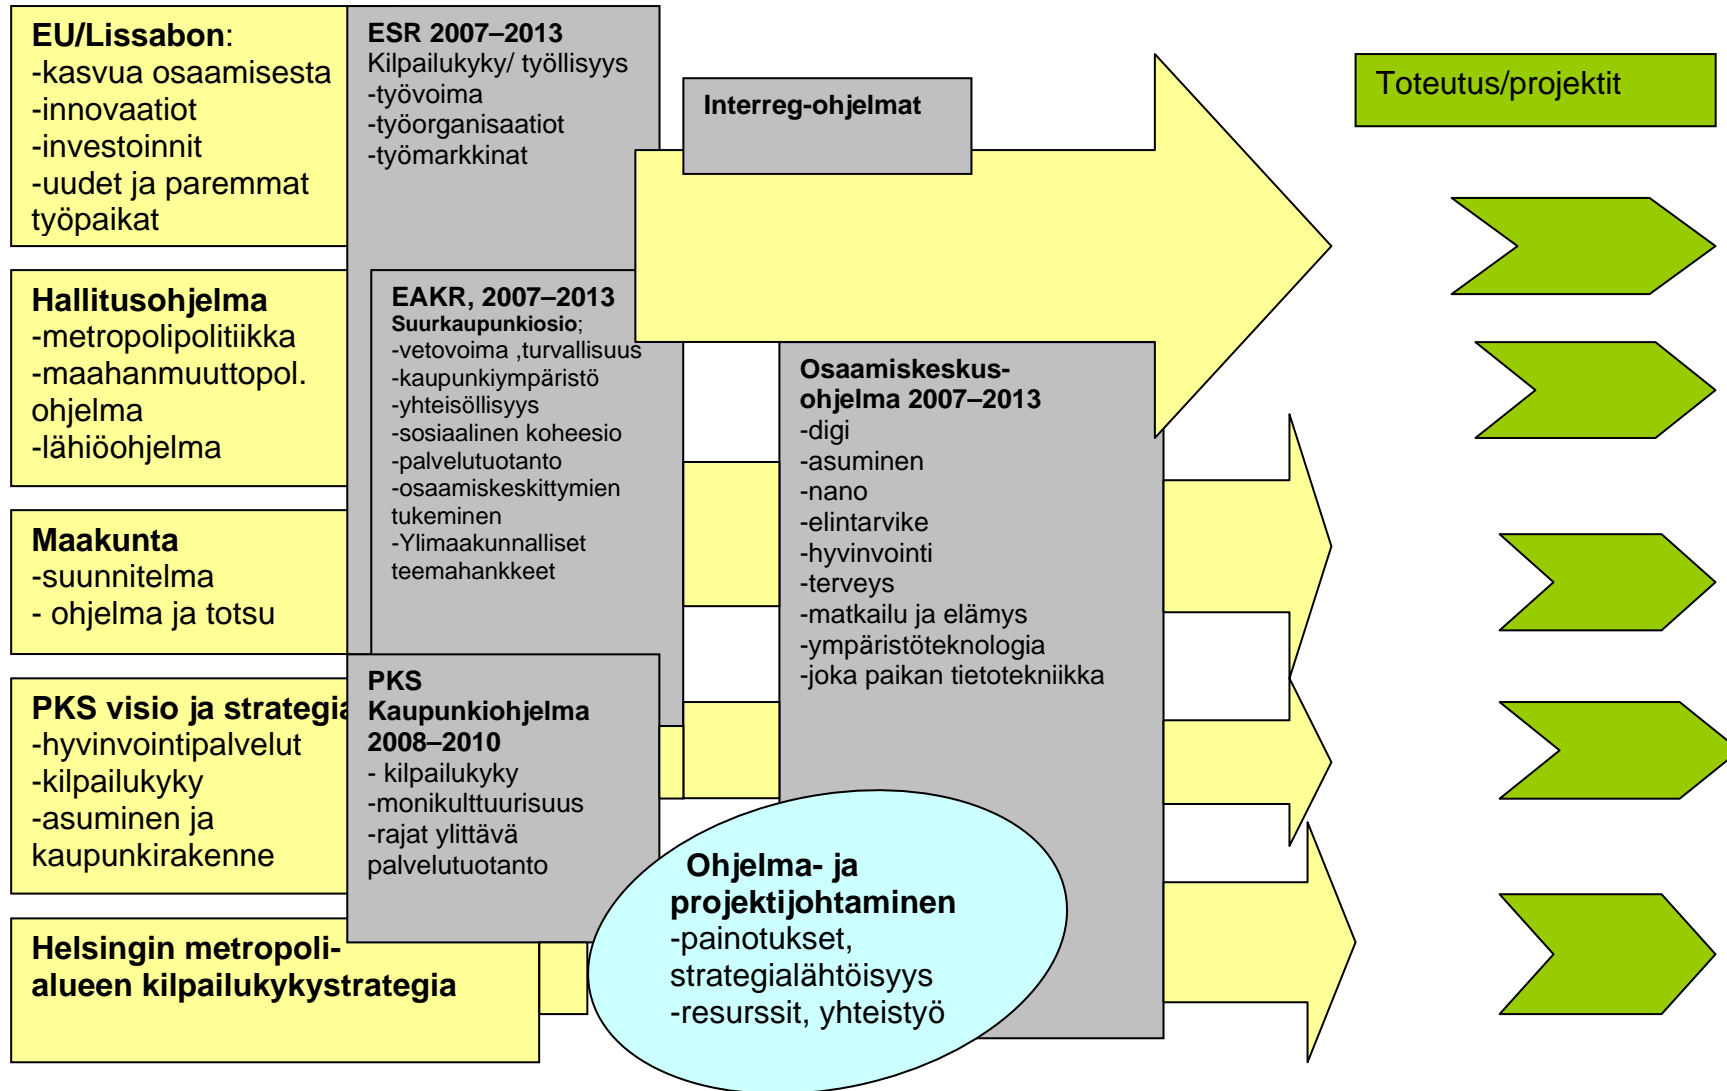 EU/Lissabon:
-kasvua osaamisesta
-innovaatiot
-investoinnit
-uudet ja paremmat
työpaikat
Hallitusohjelma
-metropolipolitiikka
-maahanmuuttopol.
ohjelma
-lähiöohjelma
Maakunta
-suunnitelma
- ohjelma ja totsu
PKS visio ja strategia
-hyvinvointipalvelut
-kilpailukyky
-asuminen ja
kaupunkirakenne
Helsingin metropoli-
alueen kilpailukykystrategia
ESR 2007–2013
Kilpailukyky/ työllisyys
-työvoima
-työorganisaatiot
-työmarkkinat
EAKR, 2007–2013
Suurkaupunkiosio;
-vetovoima ,turvallisuus
-kaupunkiympäristö
-yhteisöllisyys
-sosiaalinen koheesio
-palvelutuotanto
-osaamiskeskittymien
tukeminen
-Ylimaakunnalliset
teemahankkeet
PKS
Kaupunkiohjelma
2008–2010
- kilpailukyky
-monikulttuurisuus
-rajat ylittävä
palvelutuotanto
Interreg-ohjelmat
Osaamiskeskus-
ohjelma 2007–2013
-digi
-asuminen
-nano
-elintarvike
-hyvinvointi
-terveys
-matkailu ja elämys
-ympäristöteknologia
-joka paikan tietotekniikka
Ohjelma- ja
projektijohtaminen
-painotukset,
strategialähtöisyys
-resurssit, yhteistyö
Toteutus/projektit